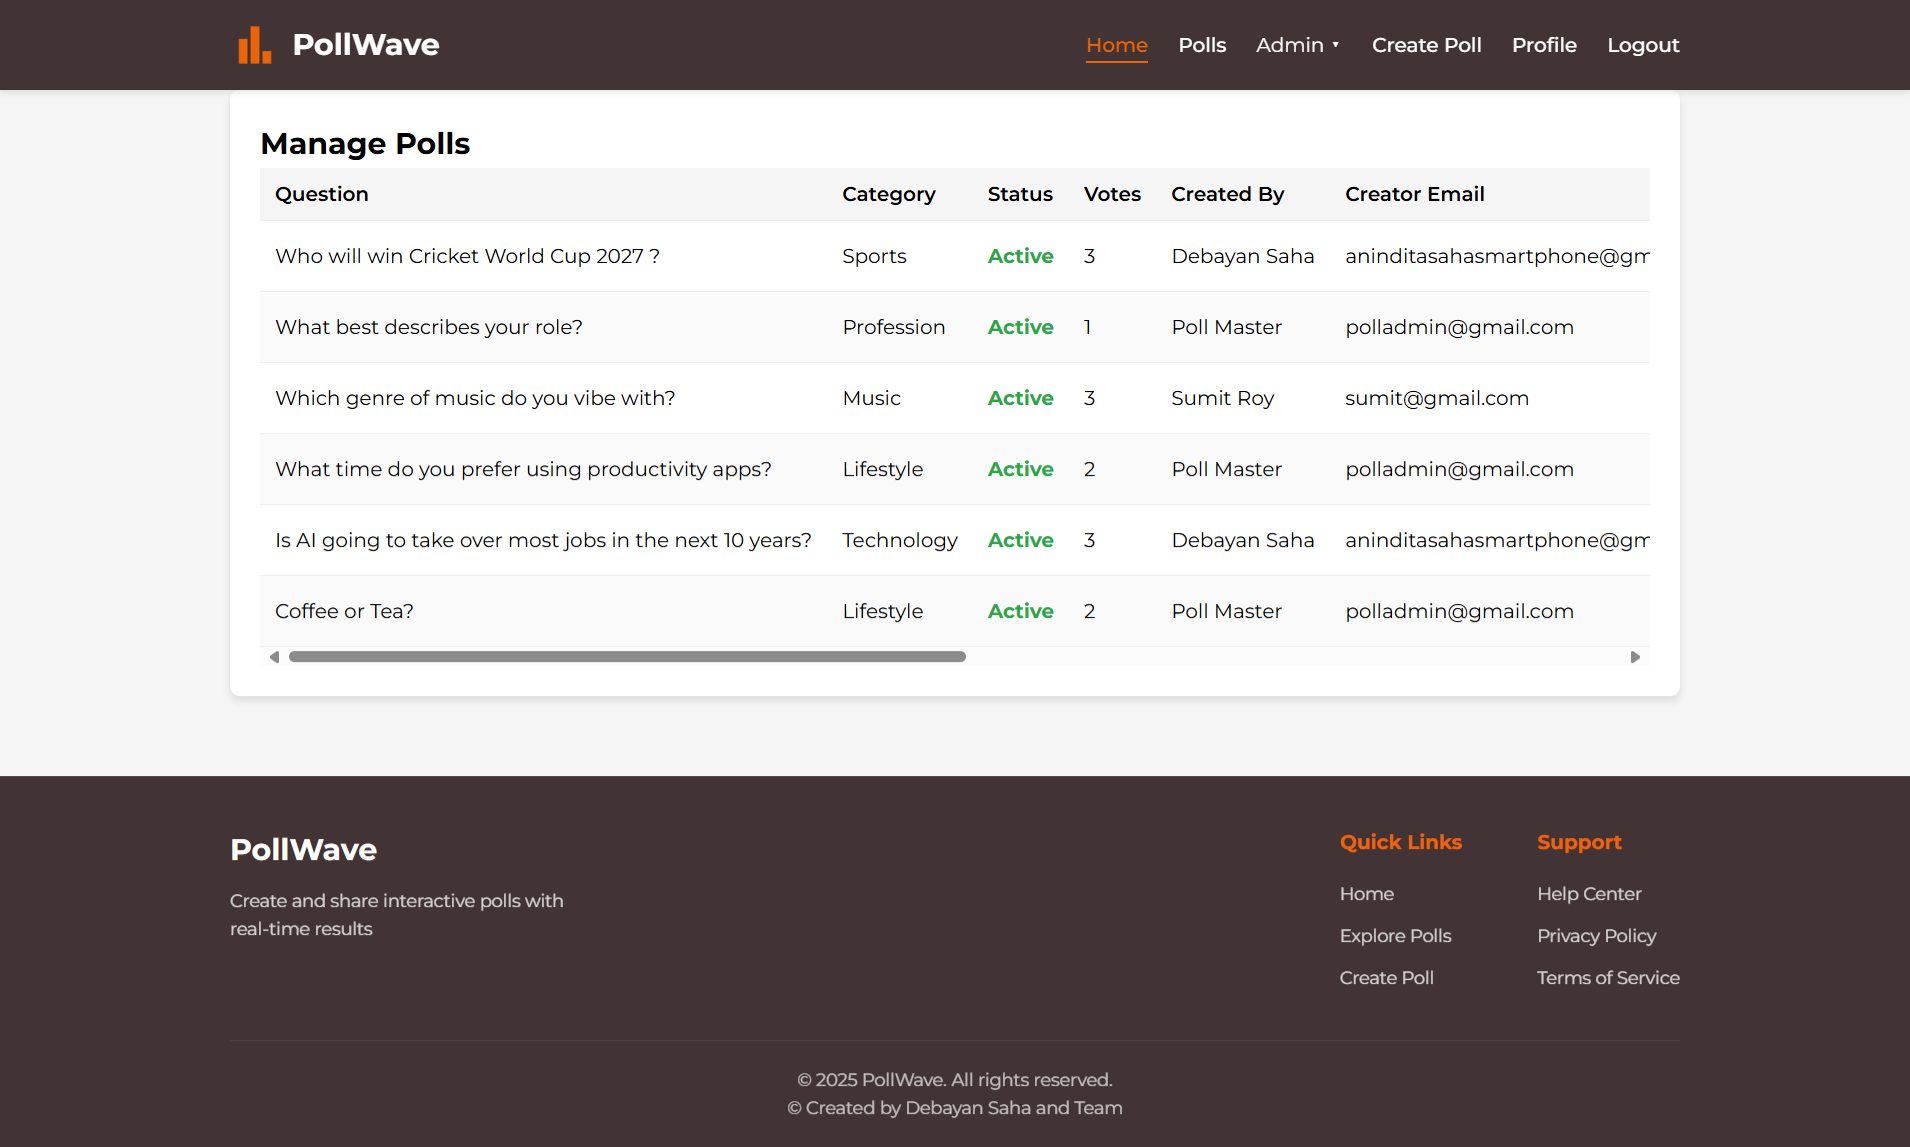 PollWave
Home Polls Admin ▼ Create Poll Profile Logout
Manage Polls
Question Category Status Votes Created By Creator Email
Who will win Cricket World Cup 2027 ? Sports Active 3 Debayan Saha aninditasahasmartphone@gm
What best describes your role? Profession Active 1 Poll Master polladmin@gmail.com
Which genre of music do you vibe with? Music Active 3 Sumit Roy sumit@gmail.com
What time do you prefer using productivity apps? Lifestyle Active 2 Poll Master polladmin@gmail.com
Is AI going to take over most jobs in the next 10 years? Technology Active 3 Debayan Saha aninditasahasmartphone@gm
Coffee or Tea? Lifestyle Active 2 Poll Master polladmin@gmail.com
PollWave
Create and share interactive polls with
real-time results
Quick Links
Home
Explore Polls
Create Poll
Support
Help Center
Privacy Policy
Terms of Service
© 2025 PollWave. All rights reserved.
© Created by Debayan Saha and Team